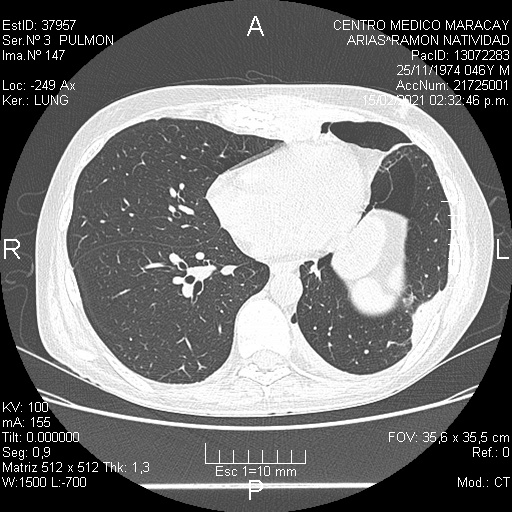 EstID: 37957
Ser.Nº 3 PULMON
Ima.Nº 147
Loc: -249 Ax
Ker.: LUNG
A
CENTRO MEDICO MARACAY
ARIAS^RAMON NATIVIDAD
PacID: 13072283
25/11/1974 046Y M
AccNum: 21725001
15/02/2021 02:32:46 p.m.
R
L
KV: 100
mA: 155
Tilt: 0.000000
Seg: 0,9
Matriz 512 x 512 Thk: 1,3
W:1500 L:-700
Esc 1=10 mm
P
FOV: 35,6 x 35,5 cm
Ref.: 0
Mod.: CT